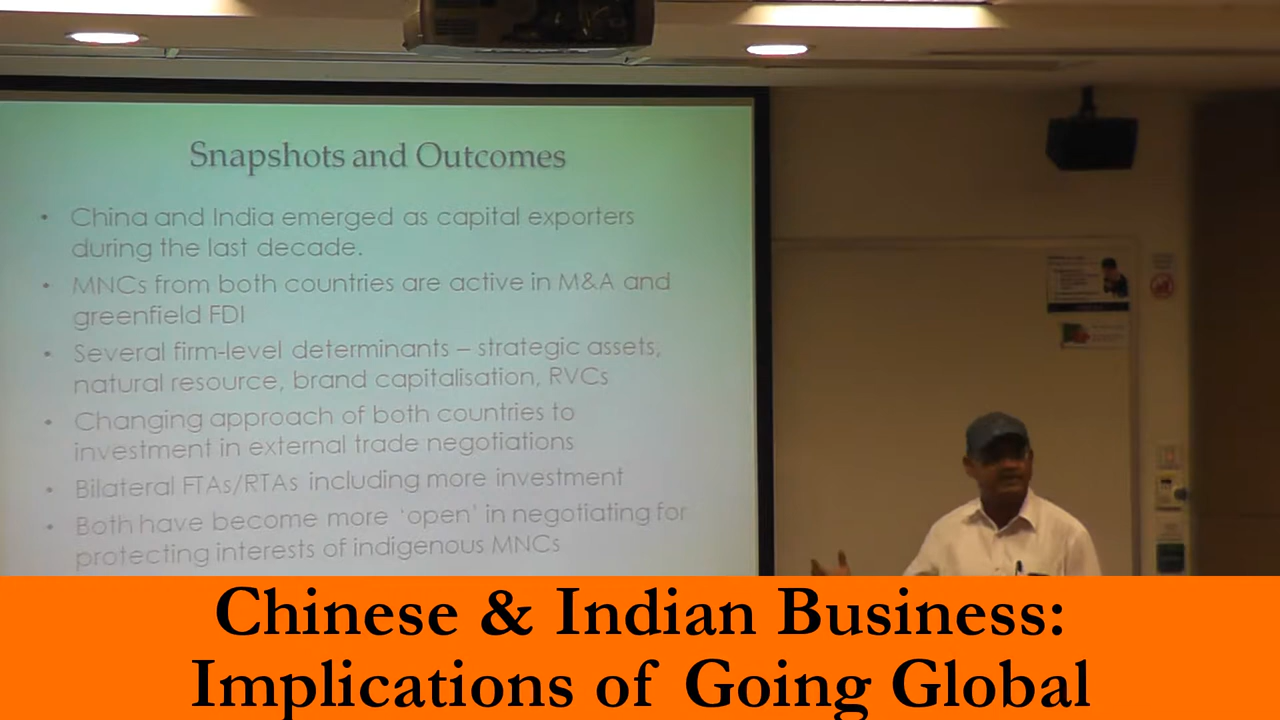 Snapshots and Outcomes
• China and India emerged as capital exporters
during the last decade.
• MNCs from both countries are active in M&A and
greenfield FDI
• Several firm-level determinants – strategic assets,
natural resource, brand capitalisation, RVCs
• Changing approach of both countries to
investment in external trade negotiations
• Bilateral FTAs/RTAs including more investment
• Both have become more 'open' in negotiating for
protecting interests of indigenous MNCs
Chinese & Indian Business:
Implications of Going Global